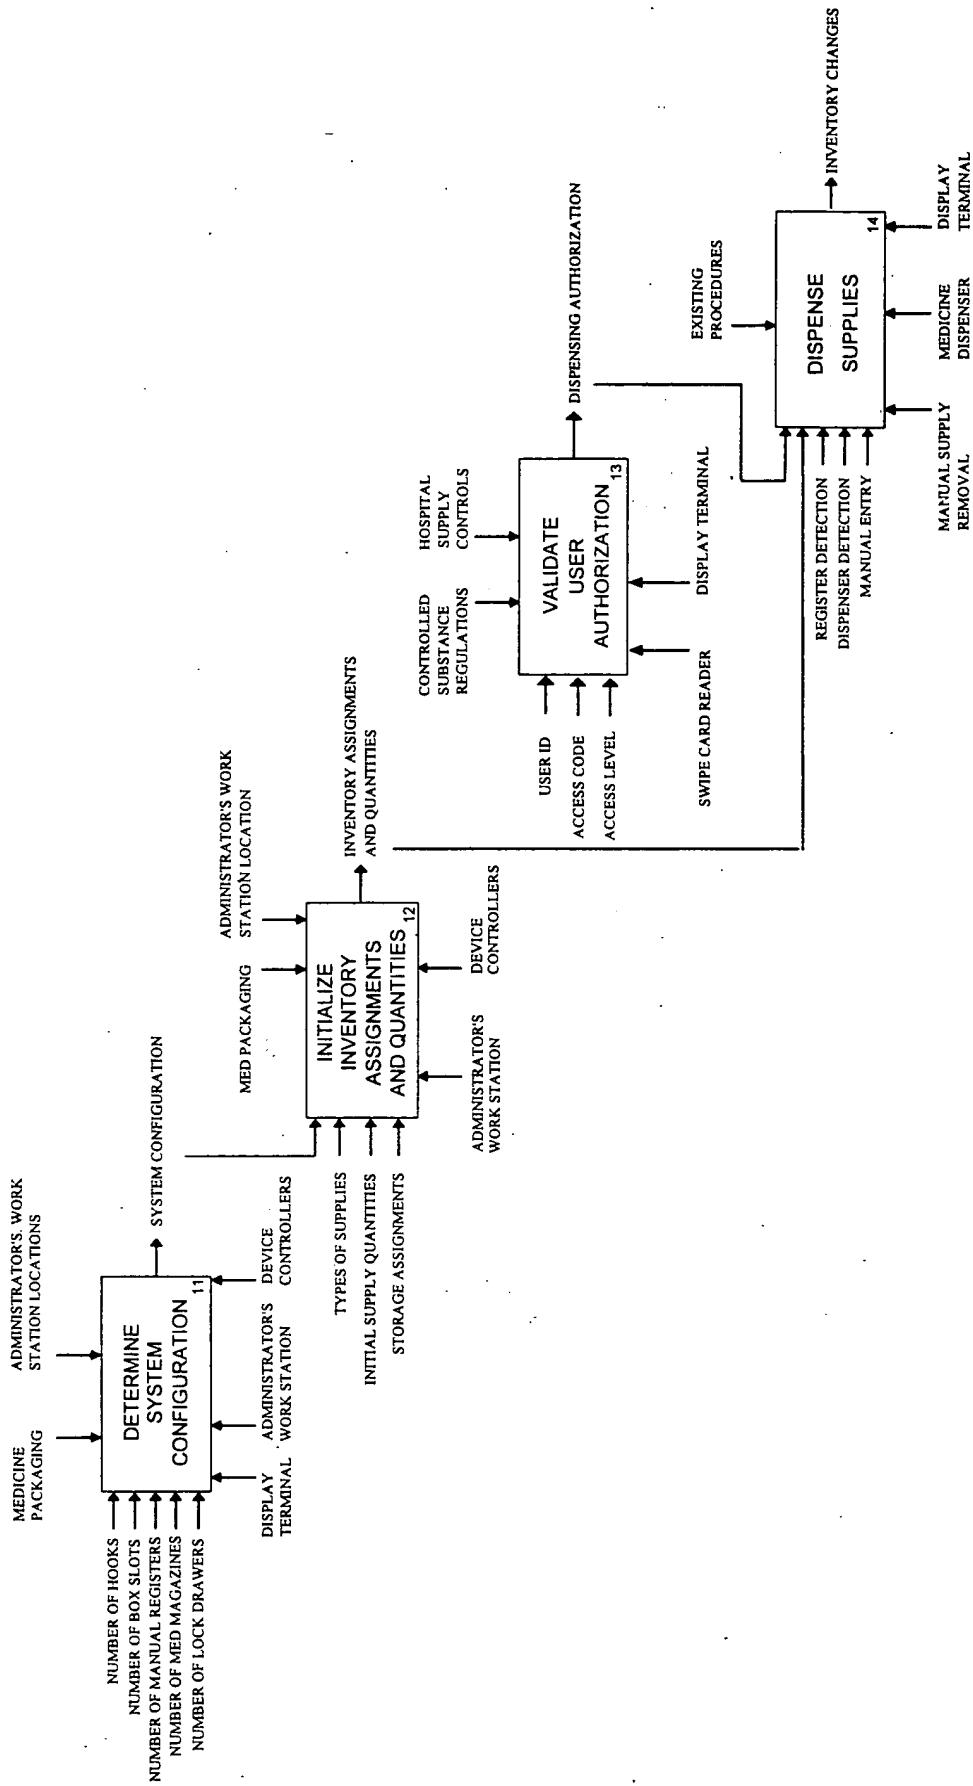 MEDICINE
PACKAGING
ADMINISTRATOR'S WORK
STATION LOCATIONS
NUMBER OF HOOKS
NUMBER OF BOX SLOTS
NUMBER OF MANUAL REGISTERS
NUMBER OF MED MAGAZINES
NUMBER OF LOCK DRAWERS
DETERMINE
SYSTEM
CONFIGURATION
11
SYSTEM CONFIGURATION
DISPLAY
TERMINAL
ADMINISTRATOR'S
WORK STATION
DEVICE
CONTROLLERS
MED PACKAGING
ADMINISTRATOR'S WORK
STATION LOCATION
TYPES OF SUPPLIES
INITIAL SUPPLY QUANTITIES
STORAGE ASSIGNMENTS
INITIALIZE
INVENTORY
ASSIGNMENTS
AND QUANTITIES
12
INVENTORY ASSIGNMENTS
AND QUANTITIES
ADMINISTRATOR'S
WORK STATION
DEVICE
CONTROLLERS
CONTROLLED
SUBSTANCE
REGULATIONS
HOSPITAL
SUPPLY
CONTROLS
USER ID
ACCESS CODE
ACCESS LEVEL
VALIDATE
USER
AUTHORIZATION
13
DISPENSING AUTHORIZATION
SWIPE CARD READER
DISPLAY TERMINAL
EXISTING
PROCEDURES
REGISTER DETECTION
DISPENSER DETECTION
MANUAL ENTRY
DISPENSE
SUPPLIES
14
INVENTORY CHANGES
MANUAL SUPPLY
REMOVAL
MEDICINE
DISPENSER
DISPLAY
TERMINAL